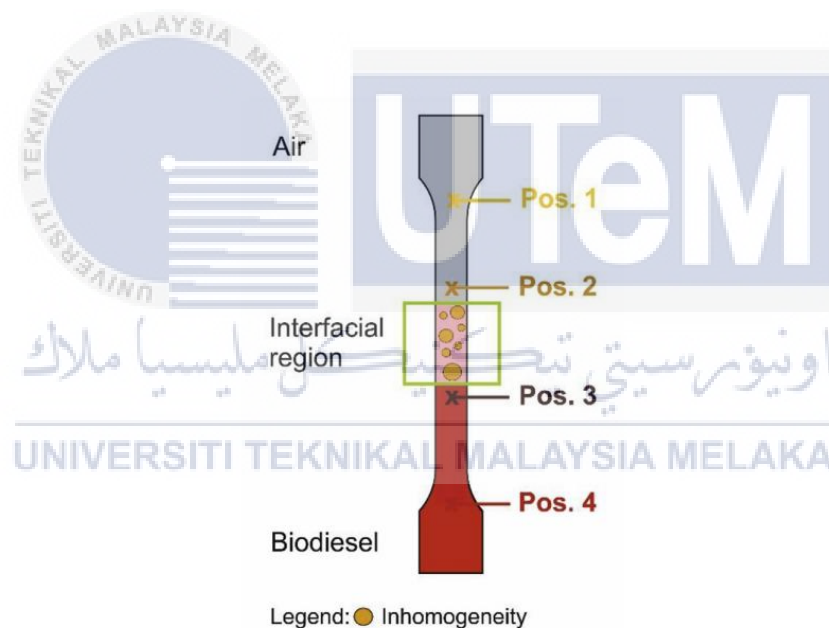 UNIVERSITI TEKNIKAL MALAYSIA MELAKA
UTeM
Air
Pos. 1
Pos. 2
Interfacial
region
اونيۏرسيتي تيكنيكل مليسيا ملاك
Pos. 3
UNIVERSITI TEKNIKAL MALAYSIA MELAKA
Pos. 4
Biodiesel
Legend: Inhomogeneity